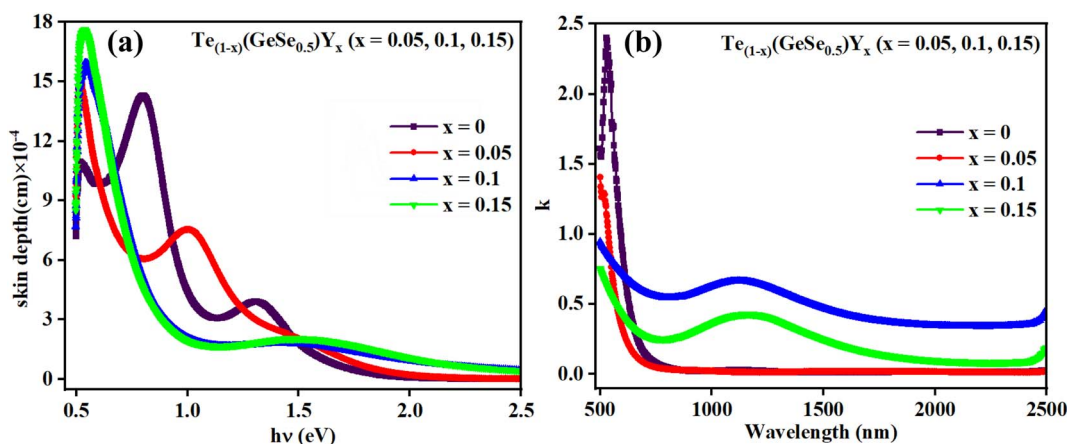 (a) Te(1-x)(GeSe0.5)Yx (x = 0.05, 0.1, 0.15)
x = 0
x = 0.05
x = 0.1
x = 0.15
18
15
12
9
6
3
0
skin depth(cm)×10-4
0.5 1.0 1.5 2.0 2.5
hν (eV)
(b) Te(1-x)(GeSe0.5)Yx (x = 0.05, 0.1, 0.15)
x = 0
x = 0.05
x = 0.1
x = 0.15
2.5
2.0
1.5
1.0
0.5
0.0
k
500 1000 1500 2000 2500
Wavelength (nm)